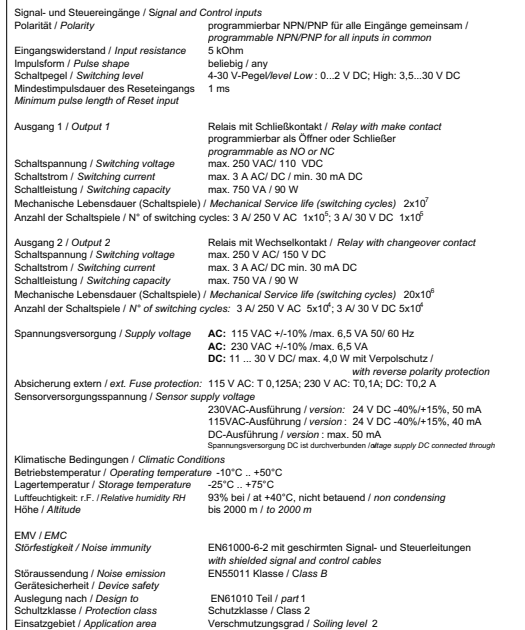 Signal- und Steuereingänge / Signal and Control inputs
Polarität / Polarity programmierbar NPN/PNP für alle Eingänge gemeinsam /
programmable NPN/PNP for all inputs in common
Eingangswiderstand / Input resistance 5 kOhm
Impulsform / Pulse shape beliebig / any
Schaltpegel / Switching level 4-30 V-Pegel/level Low : 0...2 V DC; High: 3,5...30 V DC
Mindestimpulsdauer des Reseteingangs 1 ms
Minimum pulse length of Reset input
Ausgang 1 / Output 1 Relais mit Schließkontakt / Relay with make contact
programmierbar als Öffner oder Schließer
programmable as NO or NC
Schaltspannung / Switching voltage max. 250 VAC/ 110 VDC
Schaltstrom / Switching current max. 3 A AC/ DC / min. 30 mA DC
Schaltleistung / Switching capacity max. 750 VA / 90 W
Mechanische Lebensdauer (Schaltspiele) / Mechanical Service life (switching cycles) 2x10⁷
Anzahl der Schaltspiele / N° of switching cycles: 3 A/ 250 V AC 1x10⁵; 3 A/ 30 V DC 1x10⁵
Ausgang 2 / Output 2 Relais mit Wechselkontakt / Relay with changeover contact
Schaltspannung / Switching voltage max. 250 V AC/ 150 V DC
Schaltstrom / Switching current max. 3 A AC/ DC min. 30 mA DC
Schaltleistung / Switching capacity max. 750 VA / 90 W
Mechanische Lebensdauer (Schaltspiele) / Mechanical Service life (switching cycles) 20x10⁶
Anzahl der Schaltspiele / N° of switching cycles: 3 A/ 250 V AC 5x10⁴; 3 A/ 30 V DC 5x10⁴
Spannungsversorgung / Supply voltage AC: 115 VAC +/-10% /max. 6,5 VA 50/ 60 Hz
AC: 230 VAC +/-10% /max. 6,5 VA
DC: 11 ... 30 V DC/ max. 4,0 W mit Verpolschutz /
with reverse polarity protection
Absicherung extern / ext. Fuse protection: 115 V AC: T 0,125A; 230 V AC: T0,1A; DC: T0,2 A
Sensorversorgungsspannung / Sensor supply voltage
230VAC-Ausführung / version: 24 V DC -40%/+15%, 50 mA
115VAC-Ausführung / version : 24 V DC -40%/+15%, 40 mA
DC-Ausführung / version : max. 50 mA
Spannungsversorgung DC ist durchverbunden / supply DC connected through
Klimatische Bedingungen / Climatic Conditions
Betriebstemperatur / Operating temperature -10°C .. +50°C
Lagertemperatur / Storage temperature -25°C .. +75°C
Luftfeuchtigkeit: r.F. / Relative humidity RH 93% bei / at +40°C, nicht betauend / non condensing
Höhe / Altitude bis 2000 m / to 2000 m
EMV / EMC
Störfestigkeit / Noise immunity EN61000-6-2 mit geschirmten Signal- und Steuerleitungen
with shielded signal and control cables
Störaussendung / Noise emission EN55011 Klasse / Class B
Gerätesicherheit / Device safety
Auslegung nach / Design to EN61010 Teil / part 1
Schultzklasse / Protection class Schutzklasse / Class 2
Einsatzgebiet / Application area Verschmutzungsgrad / Soiling level 2